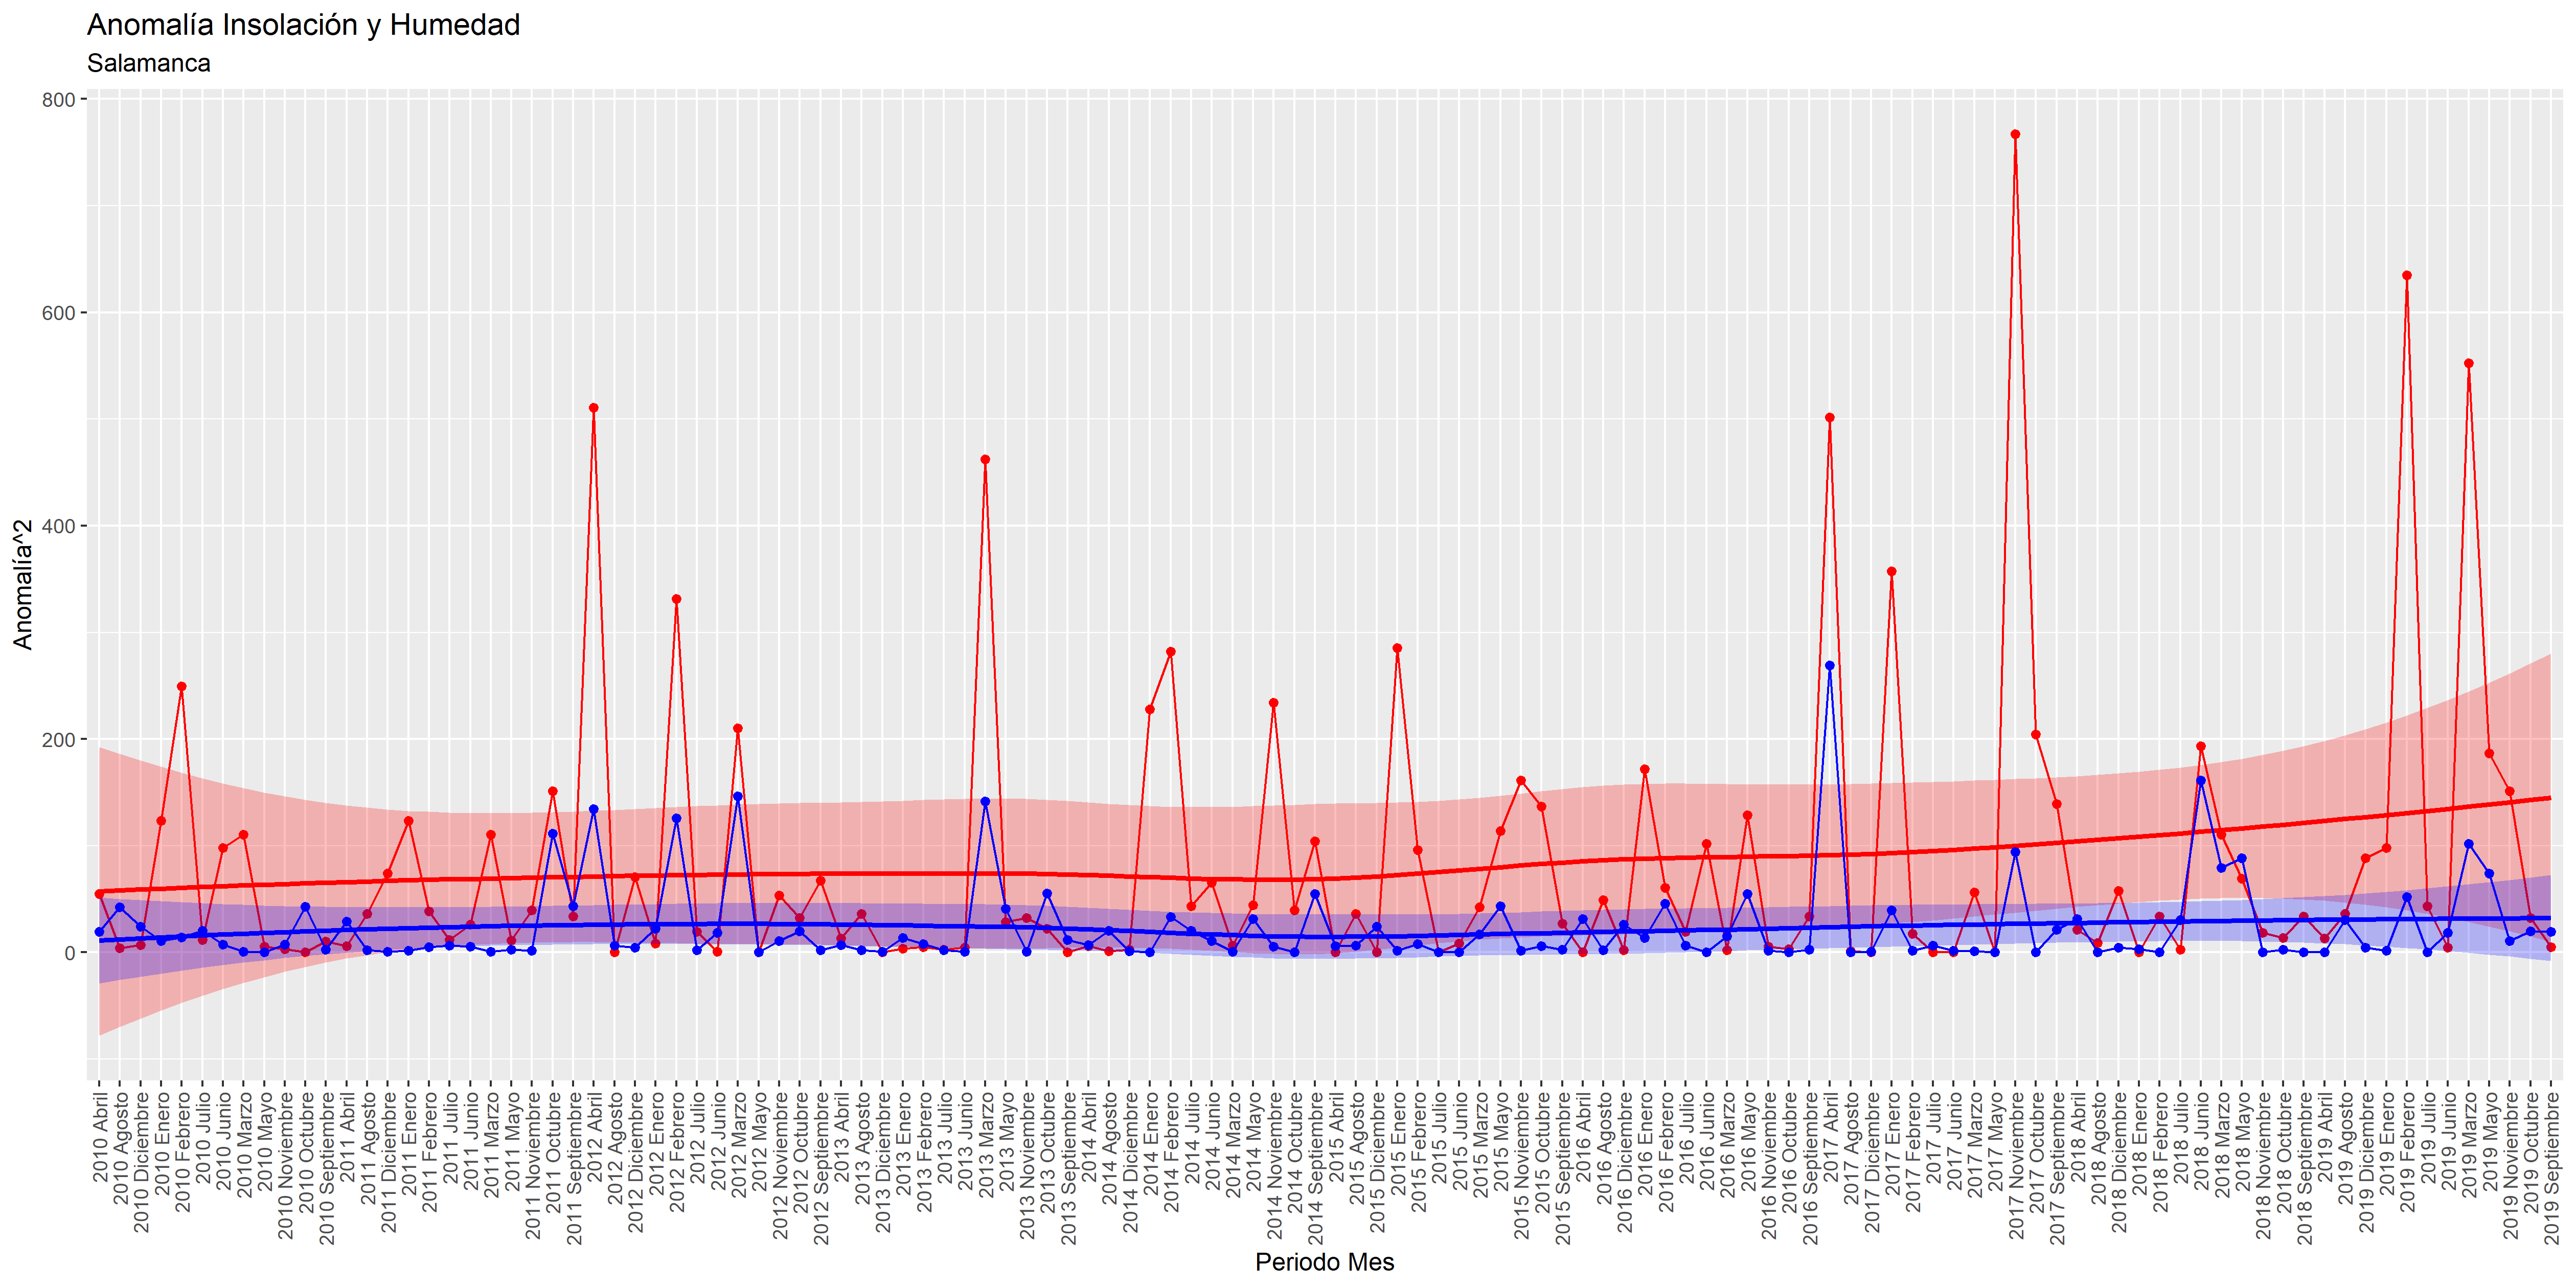 Anomalía Insolación y Humedad
Salamanca
Anomalía^2
800
600
400
200
0
2010 Abril
2010 Agosto
2010 Diciembre
2010 Enero
2010 Febrero
2010 Julio
2010 Junio
2010 Marzo
2010 Mayo
2010 Noviembre
2010 Octubre
2010 Septiembre
2011 Abril
2011 Agosto
2011 Diciembre
2011 Enero
2011 Febrero
2011 Julio
2011 Junio
2011 Marzo
2011 Mayo
2011 Noviembre
2011 Octubre
2011 Septiembre
2012 Abril
2012 Agosto
2012 Diciembre
2012 Enero
2012 Febrero
2012 Julio
2012 Junio
2012 Marzo
2012 Mayo
2012 Noviembre
2012 Octubre
2012 Septiembre
2013 Abril
2013 Agosto
2013 Diciembre
2013 Enero
2013 Febrero
2013 Julio
2013 Junio
2013 Marzo
2013 Mayo
2013 Noviembre
2013 Octubre
2013 Septiembre
2014 Abril
2014 Agosto
2014 Diciembre
2014 Enero
2014 Febrero
2014 Julio
2014 Junio
2014 Marzo
2014 Mayo
2014 Noviembre
2014 Octubre
2014 Septiembre
2015 Abril
2015 Agosto
2015 Diciembre
2015 Enero
2015 Febrero
2015 Julio
2015 Junio
2015 Marzo
2015 Mayo
2015 Noviembre
2015 Octubre
2015 Septiembre
2016 Abril
2016 Agosto
2016 Diciembre
2016 Enero
2016 Febrero
2016 Julio
2016 Junio
2016 Marzo
2016 Mayo
2016 Noviembre
2016 Octubre
2016 Septiembre
2017 Abril
2017 Agosto
2017 Diciembre
2017 Enero
2017 Febrero
2017 Julio
2017 Junio
2017 Marzo
2017 Mayo
2017 Noviembre
2017 Octubre
2017 Septiembre
2018 Abril
2018 Agosto
2018 Diciembre
2018 Enero
2018 Febrero
2018 Julio
2018 Junio
2018 Marzo
2018 Mayo
2018 Noviembre
2018 Octubre
2018 Septiembre
2019 Abril
2019 Agosto
2019 Diciembre
2019 Enero
2019 Febrero
2019 Julio
2019 Junio
2019 Marzo
2019 Mayo
2019 Noviembre
2019 Octubre
2019 Septiembre
Periodo Mes